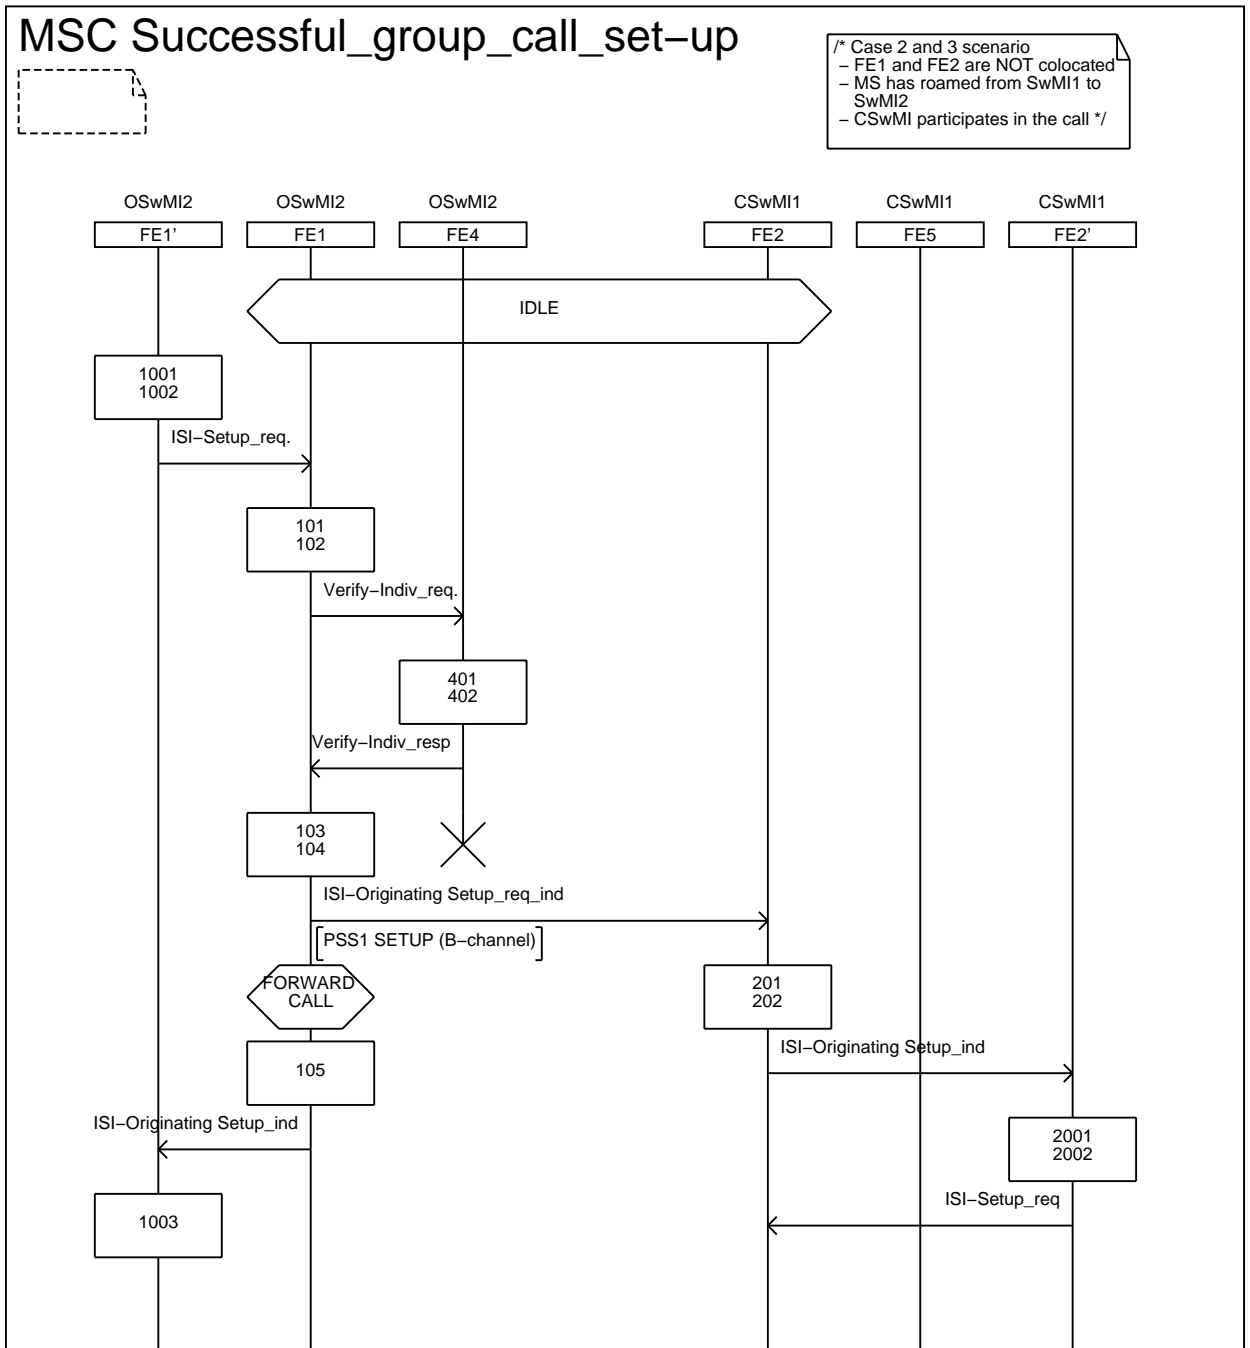 MSC Successful_group_call_set–up
/* Case 2 and 3 scenario
– FE1 and FE2 are NOT colocated
– MS has roamed from SwMI1 to
SwMI2
– CSwMI participates in the call */
OSwMI2 OSwMI2 OSwMI2 CSwMI1 CSwMI1 CSwMI1
FE1’ FE1 FE4 FE2 FE5 FE2’
IDLE
1001
1002
ISI–Setup_req.
101
102
Verify–Indiv_req.
401
402
Verify–Indiv_resp
103
104
ISI–Originating Setup_req_ind
PSS1 SETUP (B–channel)
FORWARD
CALL
201
202
ISI–Originating Setup_ind
105
ISI–Originating Setup_ind
2001
2002
ISI–Setup_req
1003